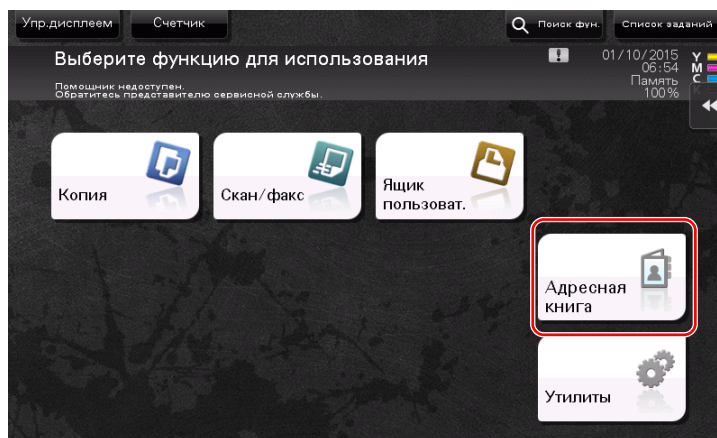 Упр.дисплеем
Счетчик
Поиск фун.
Список заданий
Выберите функцию для использования
Помощник недоступен.
Обратитесь представителю сервисной службы.
01/10/2015
06:54
Память
100%
Y
M
C
K
Копия
Скан/факс
Ящик
пользоват.
Адресная
книга
Утилиты